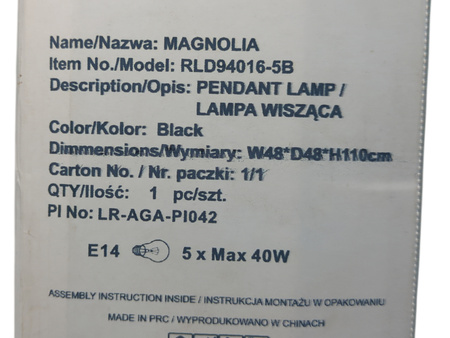 Name/Nazwa: MAGNOLIA
Item No./Model: RLD94016-5B
Description/Opis: PENDANT LAMP /
LAMPA WISZĄCA
Color/Kolor: Black
Dimmensions/Wymiary: W48*D48*H110cm
Carton No. / Nr. paczki: 1/1
QTY/Ilość: 1 pc/szt.
PI No: LR-AGA-PI042
E14 5 x Max 40W
ASSEMBLY INSTRUCTION INSIDE / INSTRUKCJA MONTAŻU W OPAKOWANIU
MADE IN PRC / WYPRODUKOWANO W CHINACH